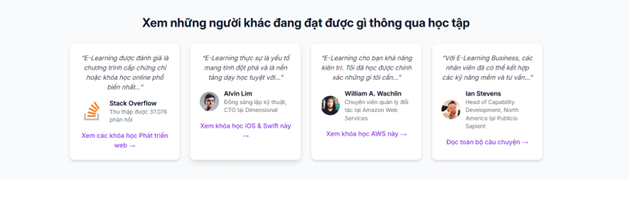 Xem những người khác đang đạt được gì thông qua học tập
"E-Learning được đánh giá là
chương trình cấp chứng chỉ
hoặc khóa học online phổ
biến nhất..."
Stack Overflow
Thu thập được 37.076
phản hồi
Xem các khóa học Phát triển
web →
"E-Learning thực sự là yếu tố
mang tính đột phá và là nền
tảng dạy học tuyệt vời..."
Alvin Lim
Đồng sáng lập kỹ thuật,
CTO tại Dimensional
Xem khóa học iOS & Swift này
→
"E-Learning cho bạn khả năng
kiên trì. Tôi đã học được chính
xác những gì tôi cần..."
William A. Wachlin
Chuyên viên quản lý đối
tác tại Amazon Web
Services
Xem khóa học AWS này →
"Với E-Learning Business, các
nhân viên đã có thể kết hợp
các kỹ năng mềm và tư vấn..."
Ian Stevens
Head of Capability
Development, North
America tại Publicis
Sapient
Đọc toàn bộ câu chuyện →